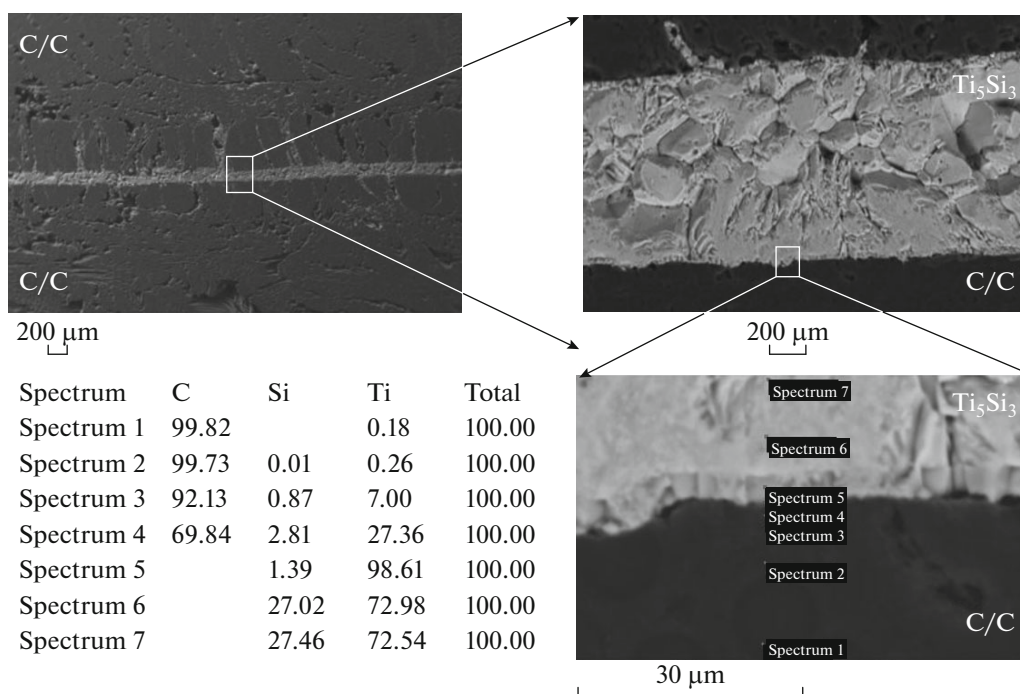 C/C
C/C
200 μm
Ti₅Si₃
C/C
200 μm
Spectrum C Si Ti Total
Spectrum 1 99.82 0.18 100.00
Spectrum 2 99.73 0.01 0.26 100.00
Spectrum 3 92.13 0.87 7.00 100.00
Spectrum 4 69.84 2.81 27.36 100.00
Spectrum 5 1.39 98.61 100.00
Spectrum 6 27.02 72.98 100.00
Spectrum 7 27.46 72.54 100.00
Spectrum 7
Ti₅Si₃
Spectrum 6
Spectrum 5
Spectrum 4
Spectrum 3
Spectrum 2
C/C
Spectrum 1
30 μm